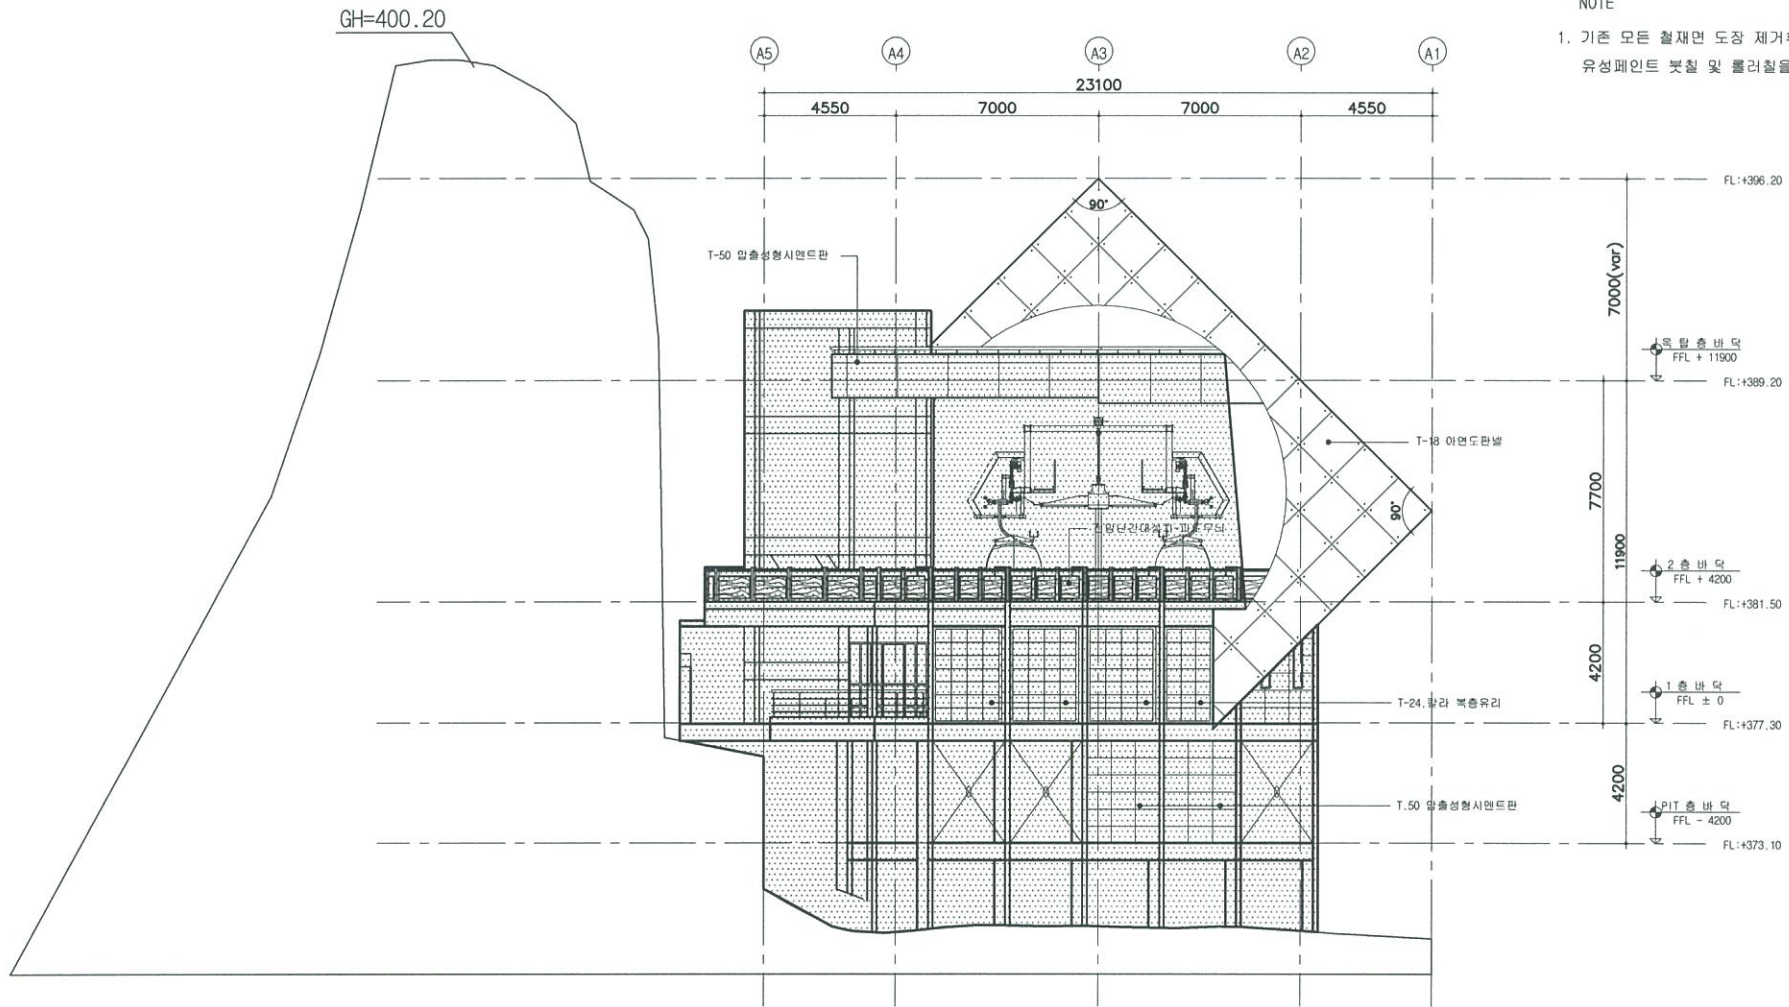 GH=400.20
NOTE
1. 기존 모든 철재면 도장 제거
유성페인트 붓칠 및 롤러칠을
A5
A4
A3
A2
A1
23100
4550
7000
7000
4550
FL:+396.20
90°
T-50 압출성형시멘트판
7000(var)
옥탑층바닥
FFL + 11900
FL:+389.20
T-18 아연도판넬
7700
90°
11900
2층바닥
FFL + 4200
FL:+381.50
4200
1층바닥
FFL ± 0
T-24,칼라 복층유리
FL:+377.30
4200
T.50 압출성형시멘트판
PIT층바닥
FFL - 4200
FL:+373.10